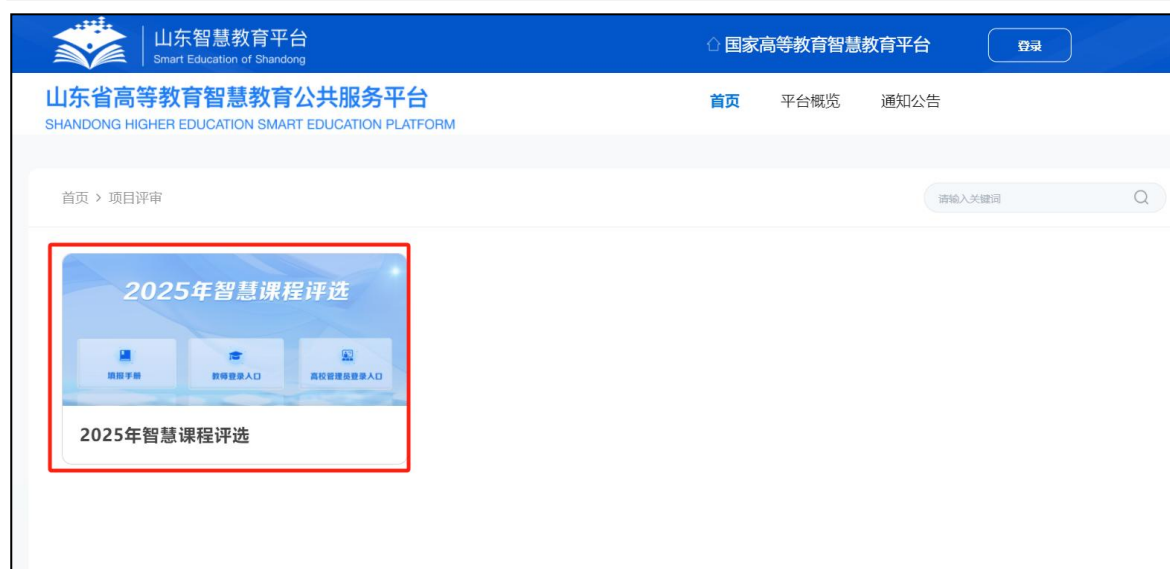 山东智慧教育平台
Smart Education of Shandong
国家高等教育智慧教育平台
登录
山东省高等教育智慧教育公共服务平台
SHANDONG HIGHER EDUCATION SMART EDUCATION PLATFORM
首页
平台概览
通知公告
首页 > 项目评审
请输入关键词
2025年智慧课程评选
填报手册
教师登录入口
高校管理员登录入口
2025年智慧课程评选